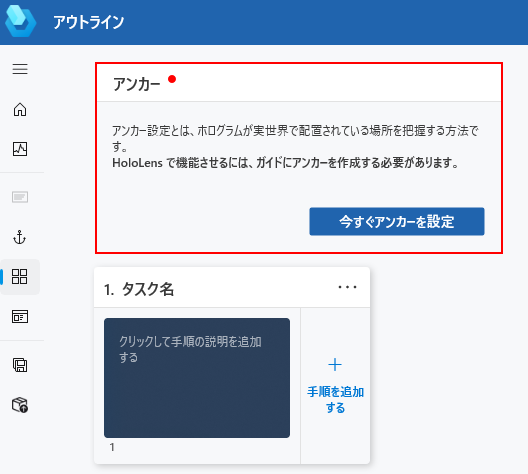 アウトライン
アンカー
アンカー設定とは、ホログラムが実世界で配置されている場所を把握する方法で
す。
HoloLens で機能させるには、ガイドにアンカーを作成する必要があります。
今すぐアンカーを設定
1. タスク名
クリックして手順の説明を追加
する
手順を追加
する
1